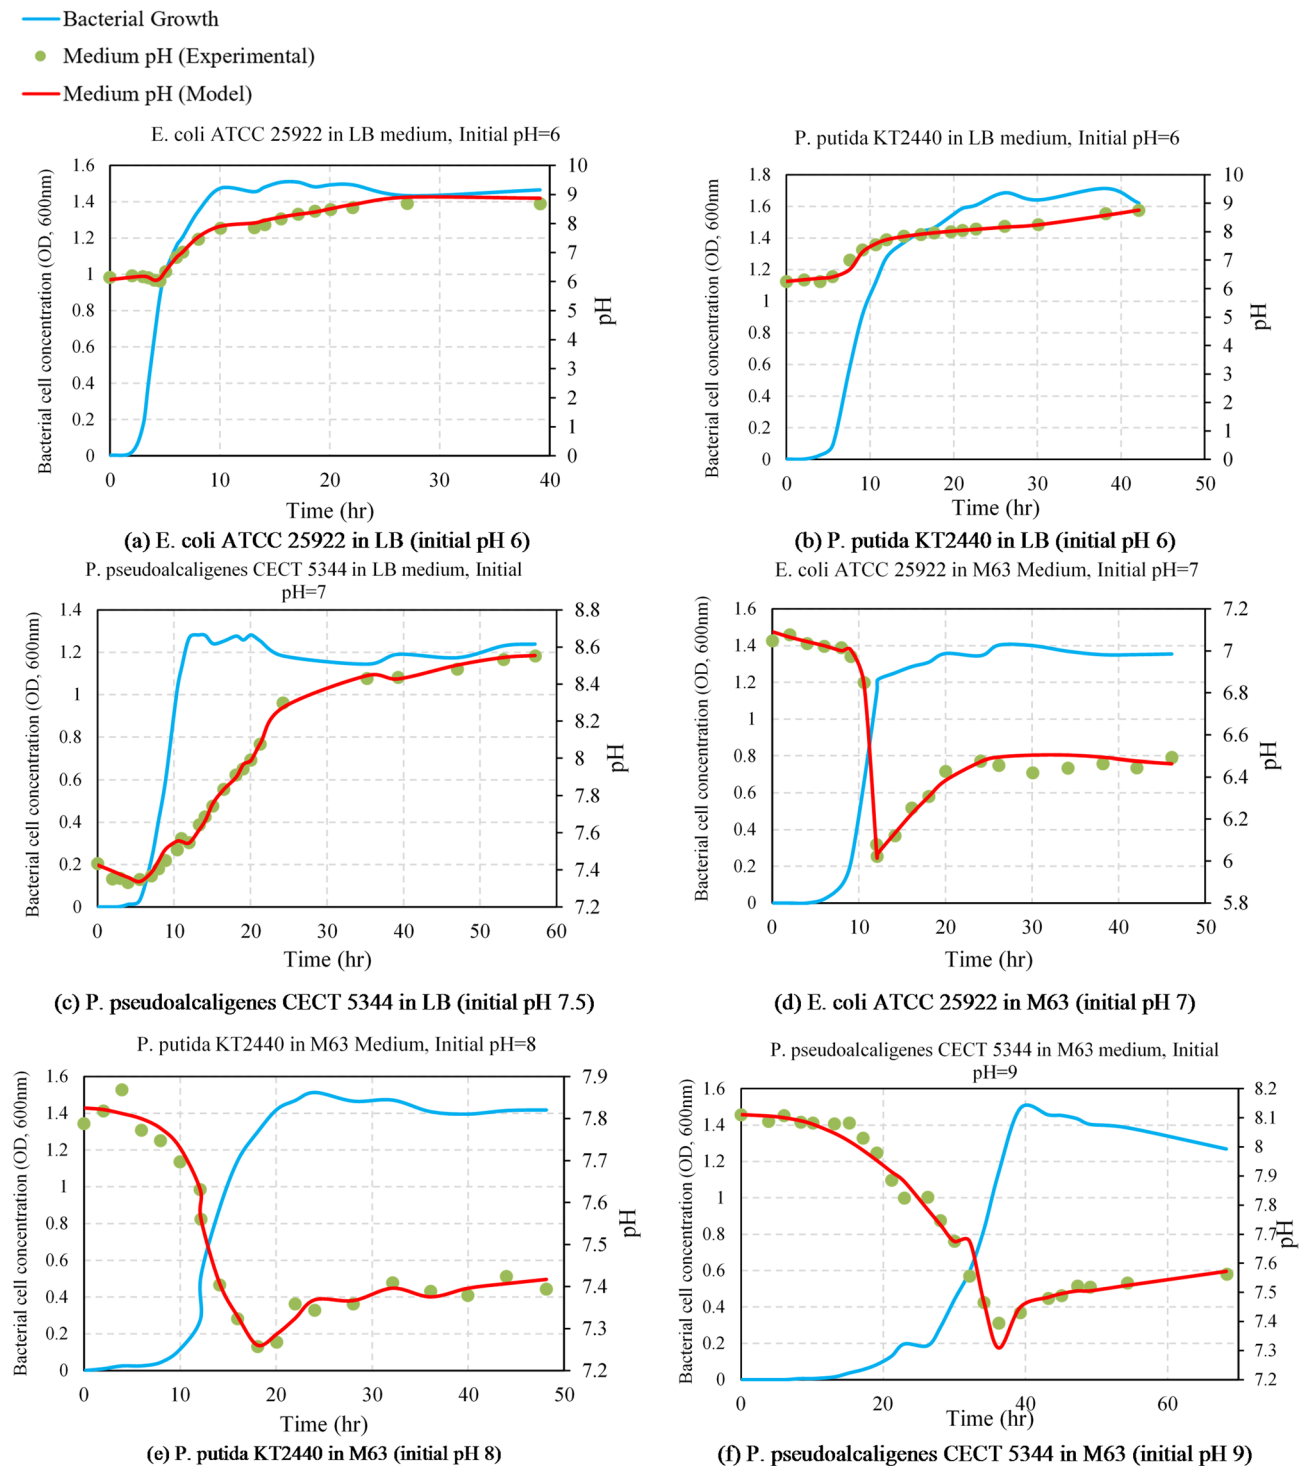 Bacterial Growth
Medium pH (Experimental)
Medium pH (Model)
E. coli ATCC 25922 in LB medium, Initial pH=6
Bacterial cell concentration (OD, 600nm
1.6
1.4
1.2
1
0.8
0.6
0.4
0.2
0
10
9
8
7
6
5
4
3
2
1
0
pH
0 10 20 30 40
Time (hr)
(a) E. coli ATCC 25922 in LB (initial pH 6)
P. putida KT2440 in LB medium, Initial pH=6
Bacterial cell concentration (OD, 600nm
1.8
1.6
1.4
1.2
1
0.8
0.6
0.4
0.2
0
10
9
8
7
6
5
4
3
2
1
0
pH
0 10 20 30 40 50
Time (hr)
(b) P. putida KT2440 in LB (initial pH 6)
P. pseudoalcaligenes CECT 5344 in LB medium, Initial
pH=7
Bacterial cell concentration (OD, 600nm)
1.4
1.2
1
0.8
0.6
0.4
0.2
0
8.8
8.6
8.4
8.2
8
7.8
7.6
7.4
7.2
pH
0 10 20 30 40 50 60
Time (hr)
(c) P. pseudoalcaligenes CECT 5344 in LB (initial pH 7.5)
E. coli ATCC 25922 in M63 Medium, Initial pH=7
Bacterial cell concentration (OD, 600nm)
1.6
1.4
1.2
1
0.8
0.6
0.4
0.2
0
7.2
7
6.8
6.6
6.4
6.2
6
5.8
pH
0 10 20 30 40 50
Time (hr)
(d) E. coli ATCC 25922 in M63 (initial pH 7)
P. putida KT2440 in M63 Medium, Initial pH=8
Bacterial cell concentration (OD, 600nm)
1.6
1.4
1.2
1
0.8
0.6
0.4
0.2
0
7.9
7.8
7.7
7.6
7.5
7.4
7.3
7.2
pH
0 10 20 30 40 50
Time (hr)
(e) P. putida KT2440 in M63 (initial pH 8)
P. pseudoalcaligenes CECT 5344 in M63 medium, Initial
pH=9
Bacterial cell concentration (OD, 600nm)
1.6
1.4
1.2
1
0.8
0.6
0.4
0.2
0
8.2
8.1
8
7.9
7.8
7.7
7.6
7.5
7.4
7.3
7.2
pH
0 20 40 60
Time (hr)
(f) P. pseudoalcaligenes CECT 5344 in M63 (initial pH 9)